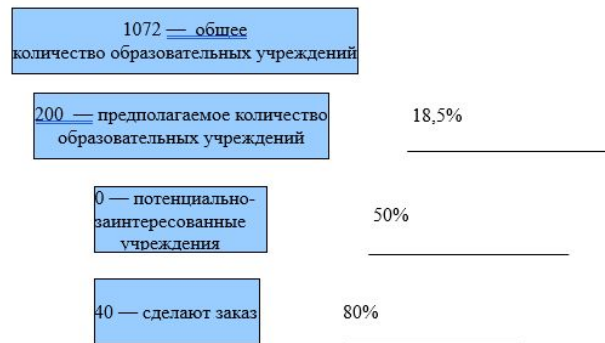 1072 — общее
количество образовательных учреждений
200 — предполагаемое количество
образовательных учреждений
18,5%
0 — потенциально-
заинтересованные
учреждения
50%
40 — сделают заказ
80%